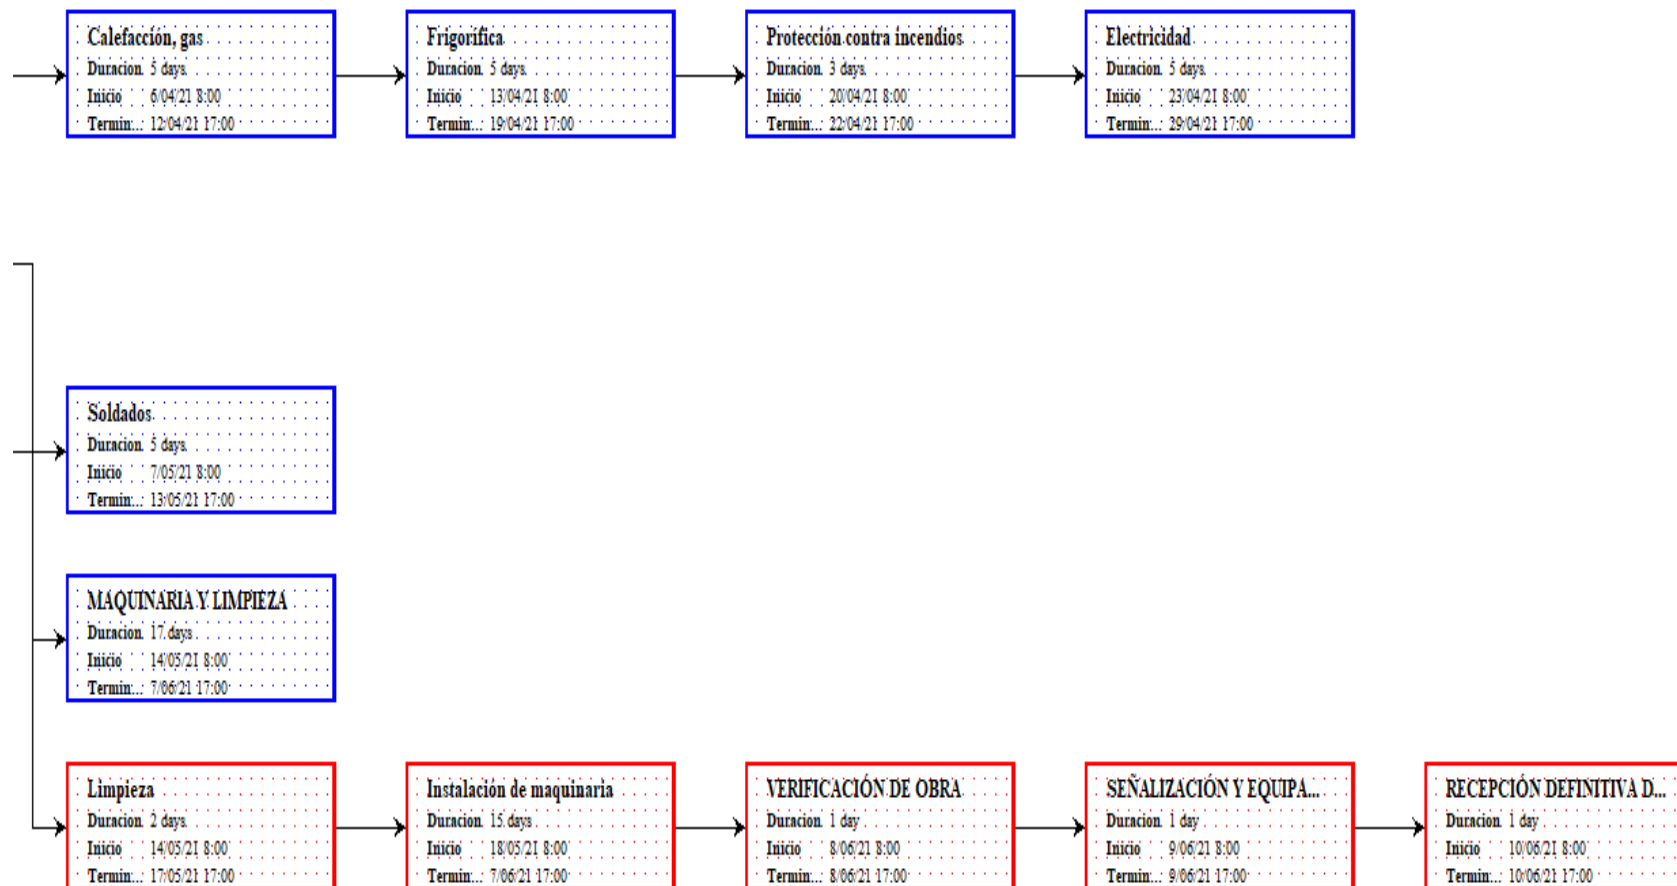 Calefacción, gas
Duracion 5 days
Inicio 6/04/21 8:00
Termin... 12/04/21 17:00
Frigorífica
Duracion 5 days
Inicio 13/04/21 8:00
Termin... 19/04/21 17:00
Protección contra incendios
Duracion 3 days
Inicio 20/04/21 8:00
Termin... 22/04/21 17:00
Electricidad
Duracion 5 days
Inicio 23/04/21 8:00
Termin... 29/04/21 17:00
Soldados
Duracion 5 days
Inicio 7/05/21 8:00
Termin... 13/05/21 17:00
MAQUINARIA Y LIMPIEZA
Duracion 17 days
Inicio 14/05/21 8:00
Termin... 7/06/21 17:00
Limpieza
Duracion 2 days
Inicio 14/05/21 8:00
Termin... 17/05/21 17:00
Instalación de maquinaria
Duracion 15 days
Inicio 18/05/21 8:00
Termin... 7/06/21 17:00
VERIFICACIÓN DE OBRA
Duracion 1 day
Inicio 8/06/21 8:00
Termin... 8/06/21 17:00
SEÑALIZACIÓN Y EQUIPA...
Duracion 1 day
Inicio 9/06/21 8:00
Termin... 9/06/21 17:00
RECEPCIÓN DEFINITIVA D...
Duracion 1 day
Inicio 10/06/21 8:00
Termin... 10/06/21 17:00